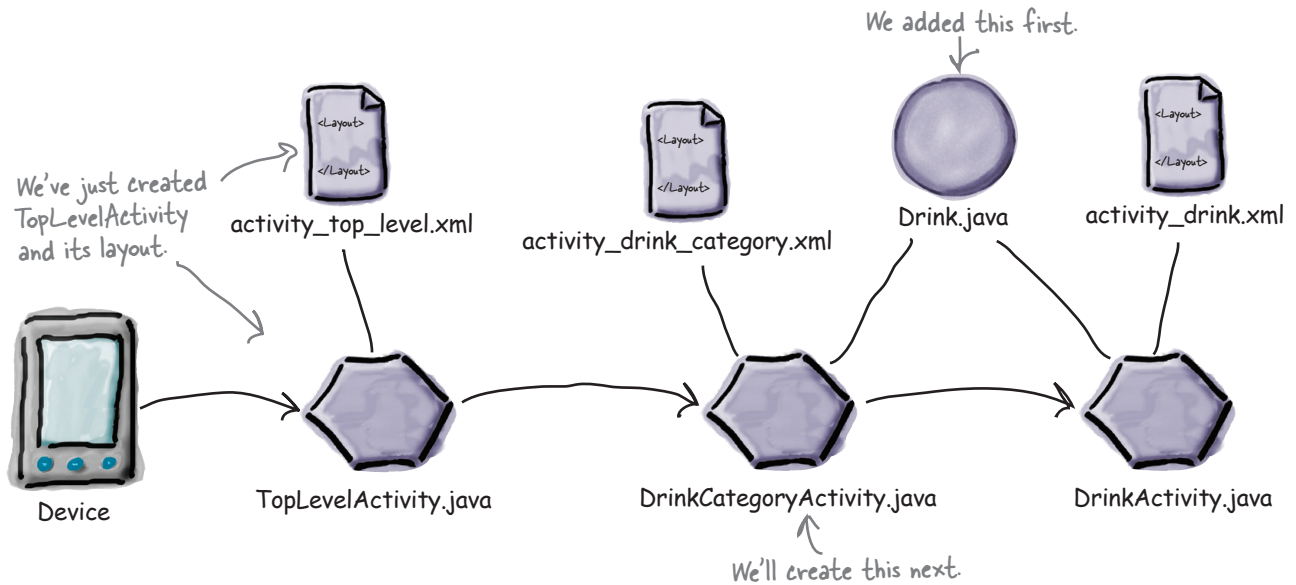 We added this first.
<Layout>
</Layout>
activity_top_level.xml
<Layout>
</Layout>
activity_drink_category.xml
Drink.java
<Layout>
</Layout>
activity_drink.xml
We've just created
TopLevelActivity
and its layout.
Device
TopLevelActivity.java
DrinkCategoryActivity.java
DrinkActivity.java
We'll create this next.